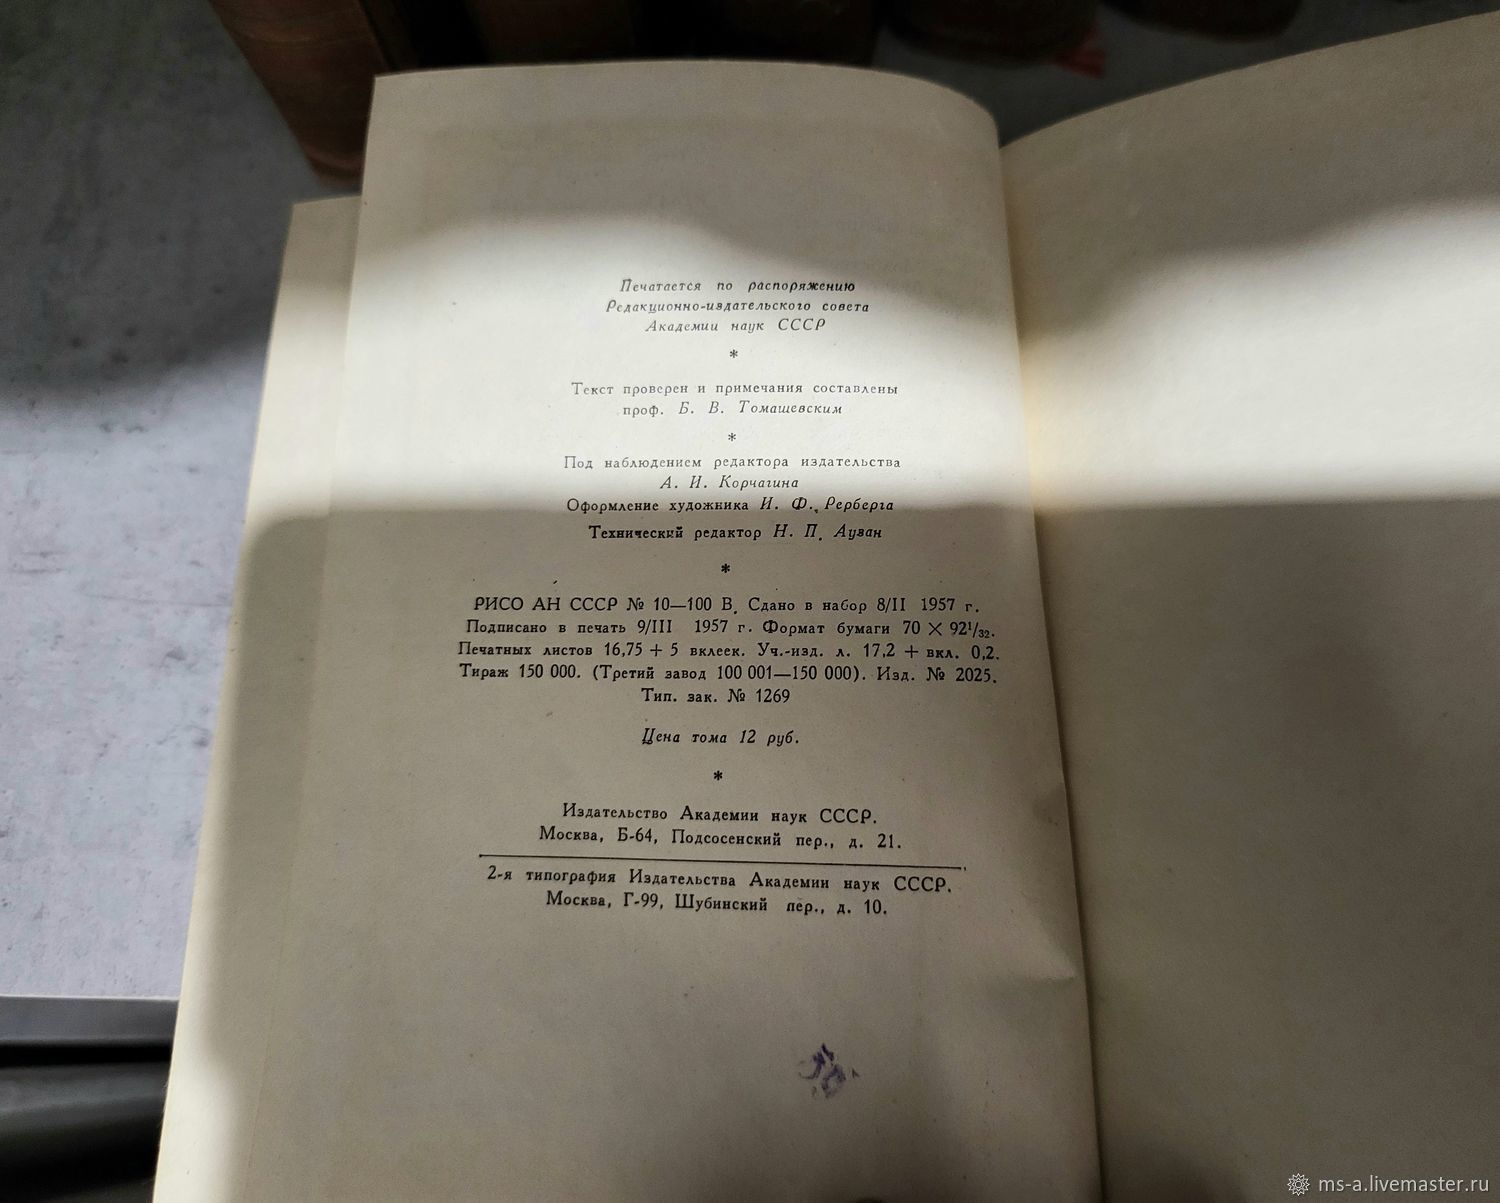 Печатается по распоряжению
Редакционно-издательского совета
Академии наук СССР
*
Текст проверен и примечания составлены
проф. Б. В. Томашевским
*
Под наблюдением редактора издательства
А. И. Корчагина
Оформление художника И. Ф. Рерберга
Технический редактор Н. П. Аузан
*
РИСО АН СССР № 10—100 В. Сдано в набор 8/II 1957 г.
Подписано в печать 9/III 1957 г. Формат бумаги 70 × 92¹/₃₂.
Печатных листов 16,75 + 5 вклеек. Уч.-изд. л. 17,2 + вкл. 0,2.
Тираж 150 000. (Третий завод 100 001—150 000). Изд. № 2025.
Тип. зак. № 1269
Цена тома 12 руб.
*
Издательство Академии наук СССР.
Москва, Б-64, Подсосенский пер., д. 21.
2-я типография Издательства Академии наук СССР.
Москва, Г-99, Шубинский пер., д. 10.
ms-a.livemaster.ru